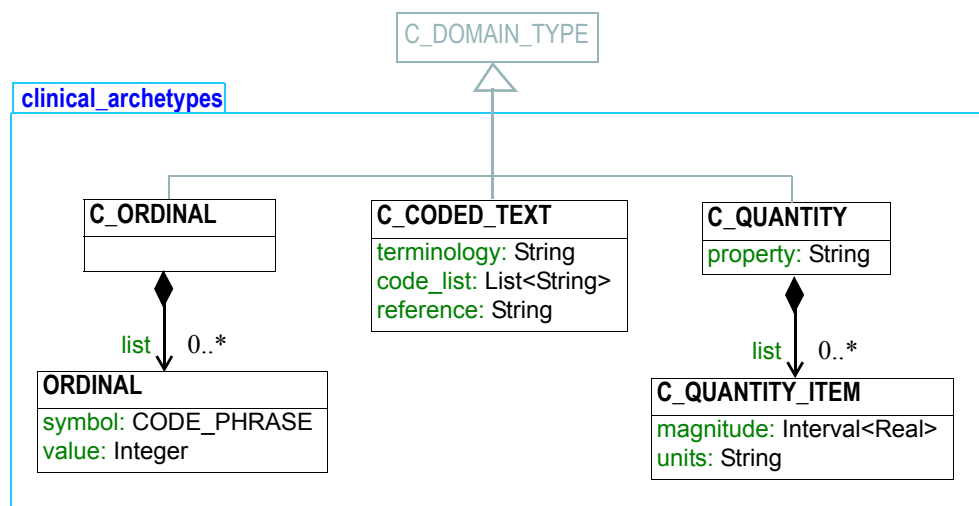 C_DOMAIN_TYPE
clinical_archetypes
C_ORDINAL
C_CODED_TEXT
terminology: String
code_list: List<String>
reference: String
C_QUANTITY
property: String
list 0..*
ORDINAL
symbol: CODE_PHRASE
value: Integer
list 0..*
C_QUANTITY_ITEM
magnitude: Interval<Real>
units: String